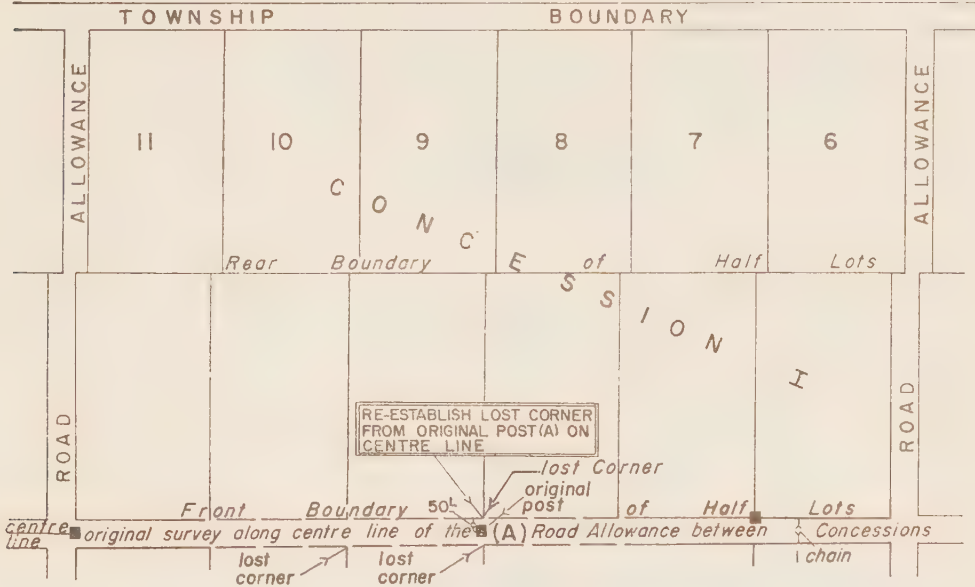 TOWNSHIP BOUNDARY
ALLOWANCE
ALLOWANCE
11 10 9 8 7 6
CONCESSION I
Rear Boundary of Half Lots
ROAD
ROAD
RE-ESTABLISH LOST CORNER
FROM ORIGINAL POST(A) ON
CENTRE LINE
lost Corner
original
post
Front Boundary 50L of Half Lots
centre
line
original survey along centre line of the (A) Road Allowance between Concessions
chain
lost
corner
lost
corner